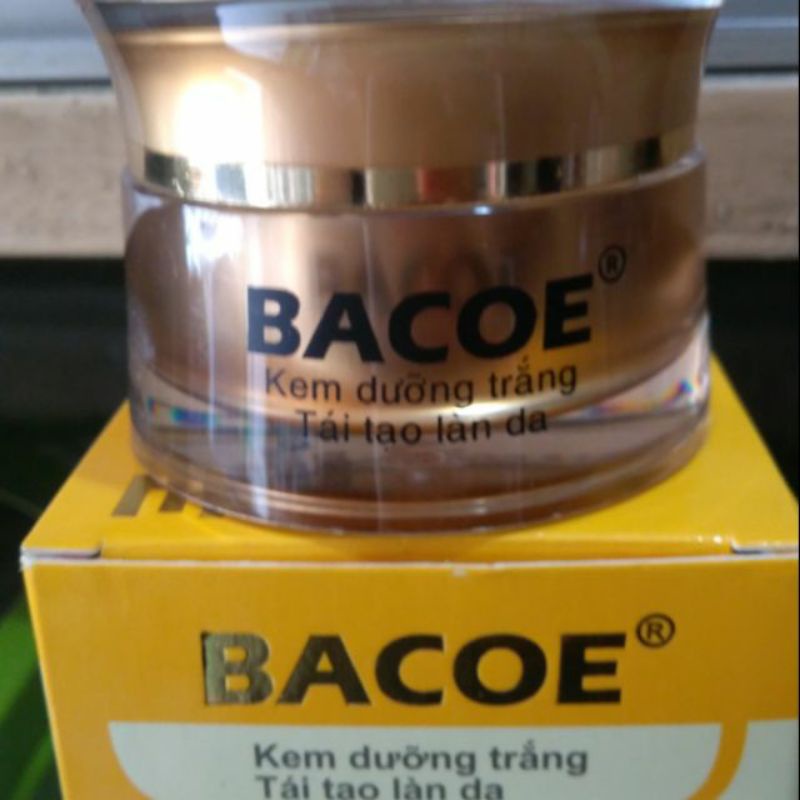 BACOE®
Kem dưỡng trắng
Tái tạo làn da
BACOE®
Kem dưỡng trắng
Tái tạo làn da